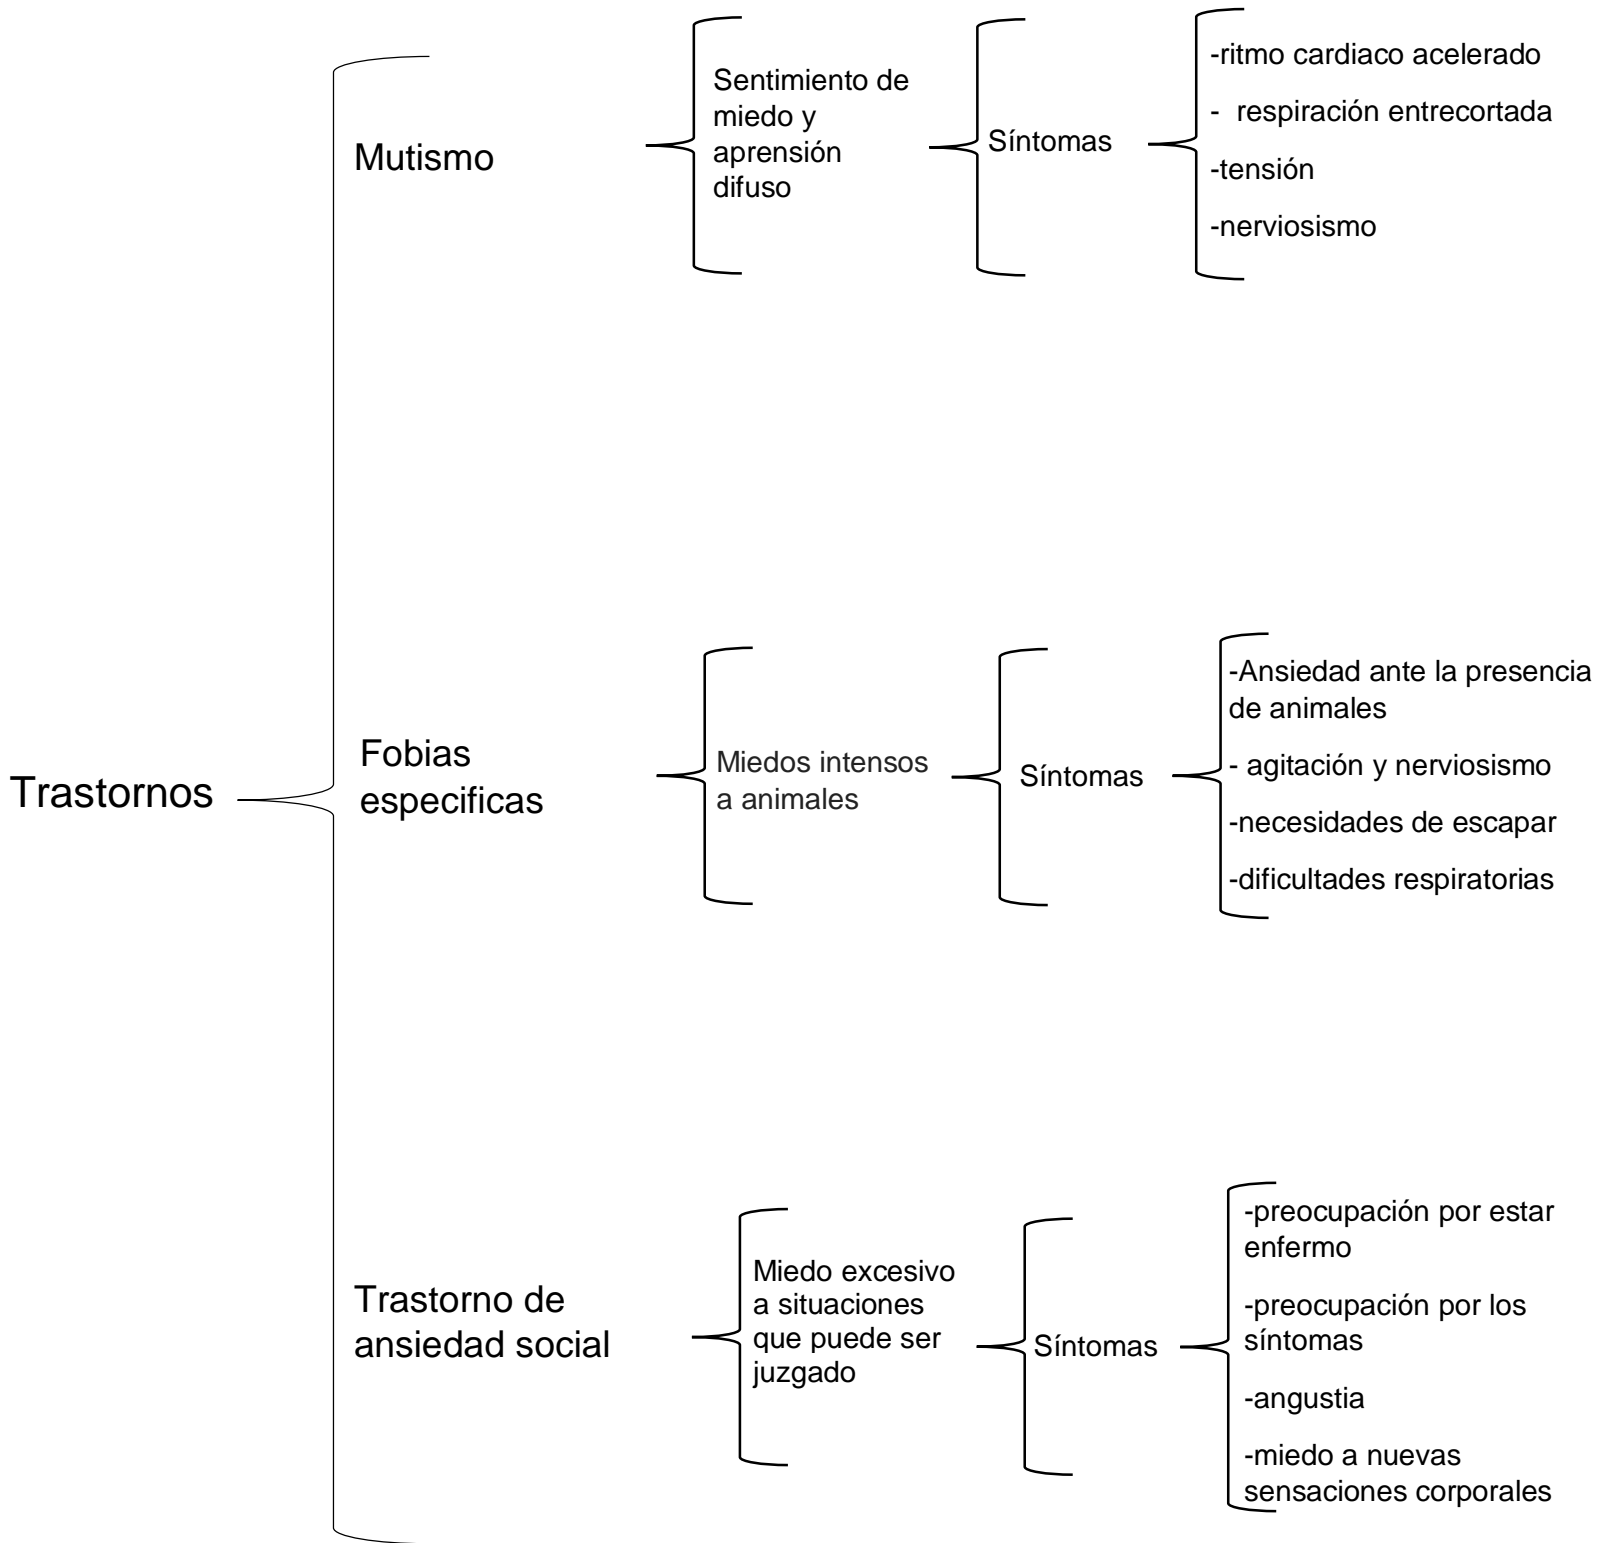 Trastornos
Mutismo
Sentimiento de
miedo y
aprensión
difuso
Síntomas
-ritmo cardiaco acelerado
- respiración entrecortada
-tensión
-nerviosismo
Fobias
especificas
Miedos intensos
a animales
Síntomas
-Ansiedad ante la presencia
de animales
- agitación y nerviosismo
-necesidades de escapar
-dificultades respiratorias
Trastorno de
ansiedad social
Miedo excesivo
a situaciones
que puede ser
juzgado
Síntomas
-preocupación por estar
enfermo
-preocupación por los
síntomas
-angustia
-miedo a nuevas
sensaciones corporales